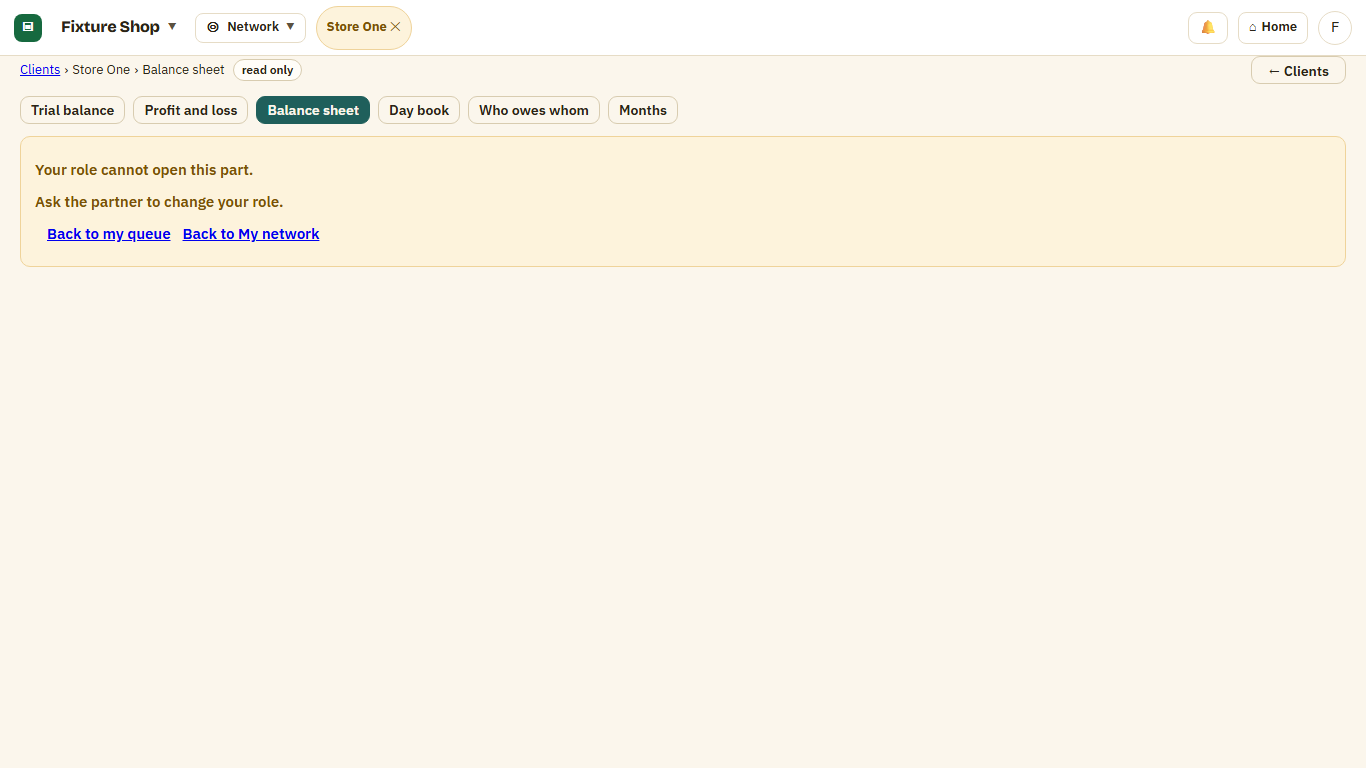 Fixture Shop ▼ Network ▼ Store One × Home F
Clients › Store One › Balance sheet read only ← Clients
Trial balance Profit and loss Balance sheet Day book Who owes whom Months
Your role cannot open this part.
Ask the partner to change your role.
Back to my queue Back to My network